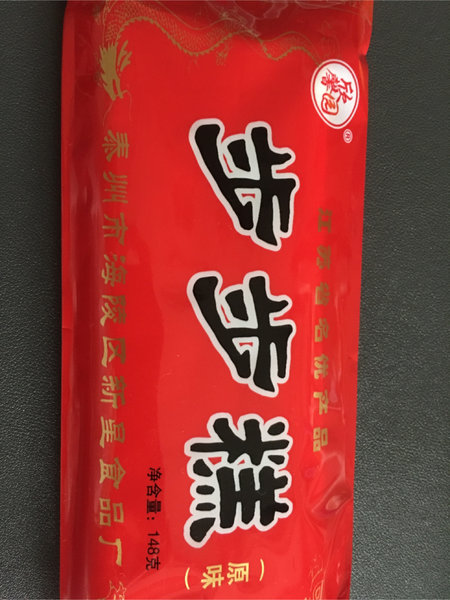 江苏省名优产品
步步糕
（原味）
净含量：148克
泰州市海陵区新皇食品厂